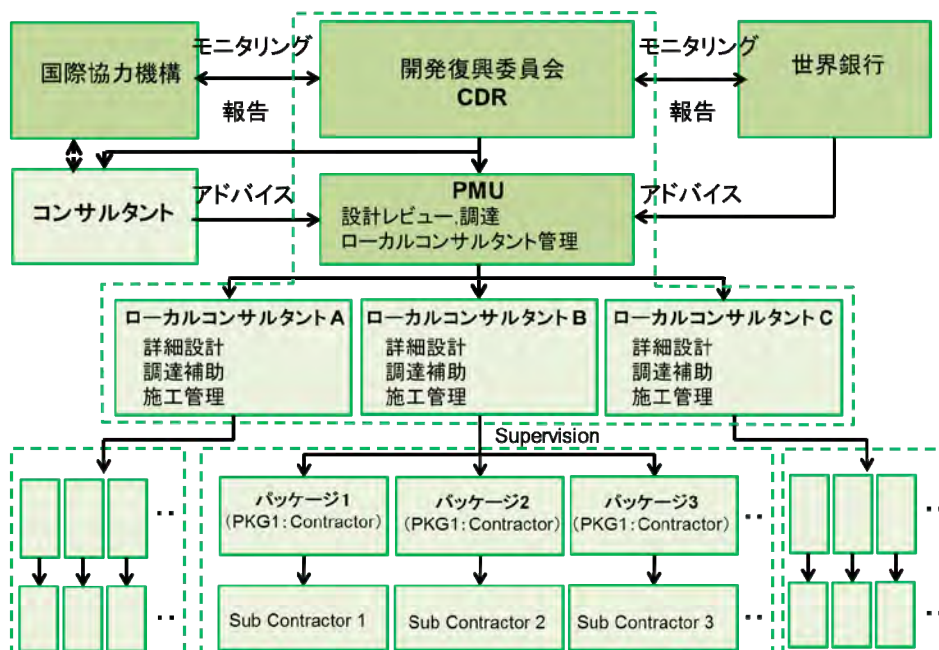 国際協力機構
モニタリング
報告
開発復興委員会
CDR
モニタリング
報告
世界銀行
コンサルタント
アドバイス
PMU
設計レビュー.調達
ローカルコンサルタント管理
アドバイス
ローカルコンサルタントA
詳細設計
調達補助
施工管理
ローカルコンサルタントB
詳細設計
調達補助
施工管理
ローカルコンサルタントC
詳細設計
調達補助
施工管理
Supervision
パッケージ1
(PKG1:Contractor)
パッケージ2
(PKG1:Contractor)
パッケージ3
(PKG1:Contractor)
Sub Contractor 1
Sub Contractor 2
Sub Contractor 3